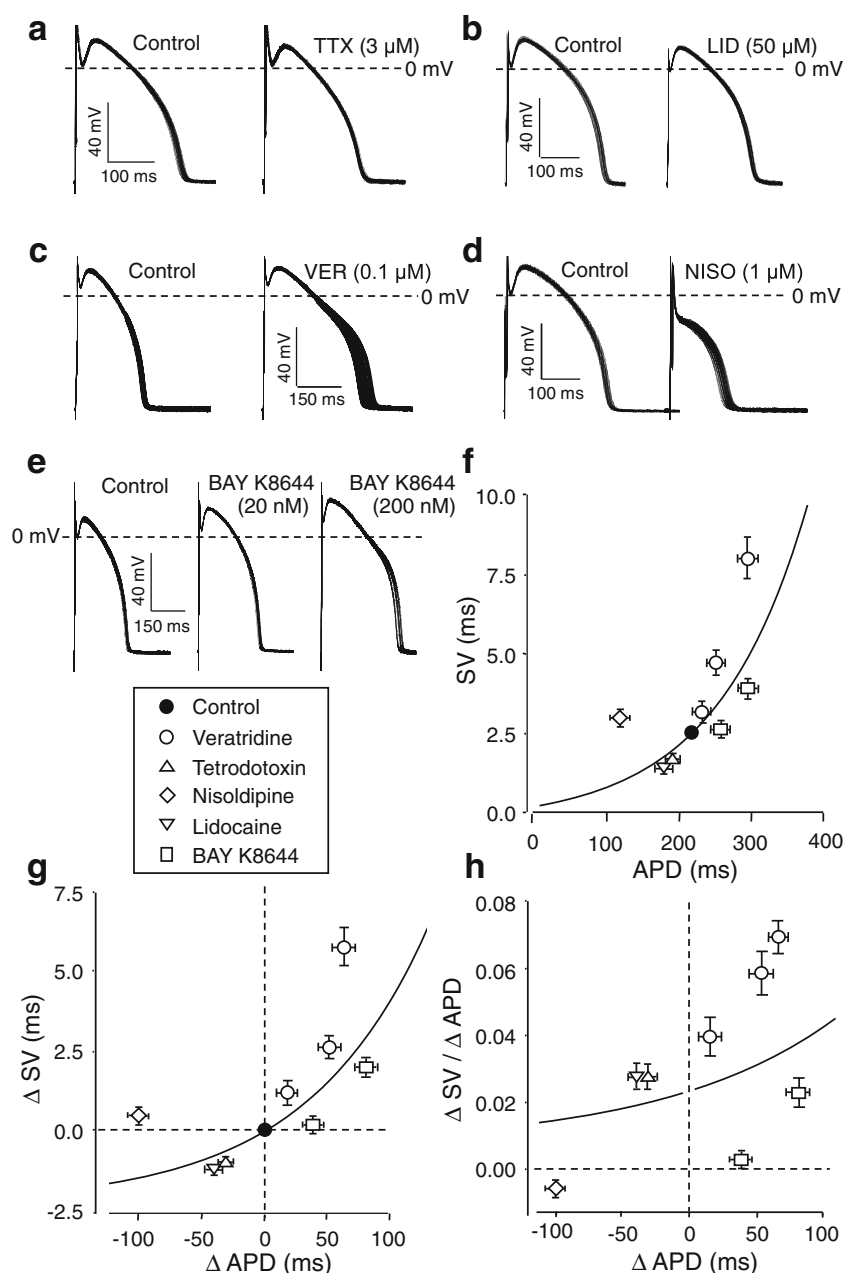 a
Control
TTX (3 µM)
0 mV
40 mV
100 ms
b
Control
LID (50 µM)
0 mV
40 mV
100 ms
c
Control
VER (0.1 µM)
0 mV
40 mV
150 ms
d
Control
NISO (1 µM)
0 mV
40 mV
100 ms
e
Control
BAY K8644
(20 nM)
BAY K8644
(200 nM)
0 mV
40 mV
150 ms
Control
Veratridine
Tetrodotoxin
Nisoldipine
Lidocaine
BAY K8644
f
10.0
7.5
5.0
2.5
0.0
SV (ms)
0 100 200 300 400
APD (ms)
g
7.5
5.0
2.5
0.0
-2.5
Δ SV (ms)
-100 -50 0 50 100
Δ APD (ms)
h
0.08
0.06
0.04
0.02
0.00
Δ SV / Δ APD
-100 -50 0 50 100
Δ APD (ms)